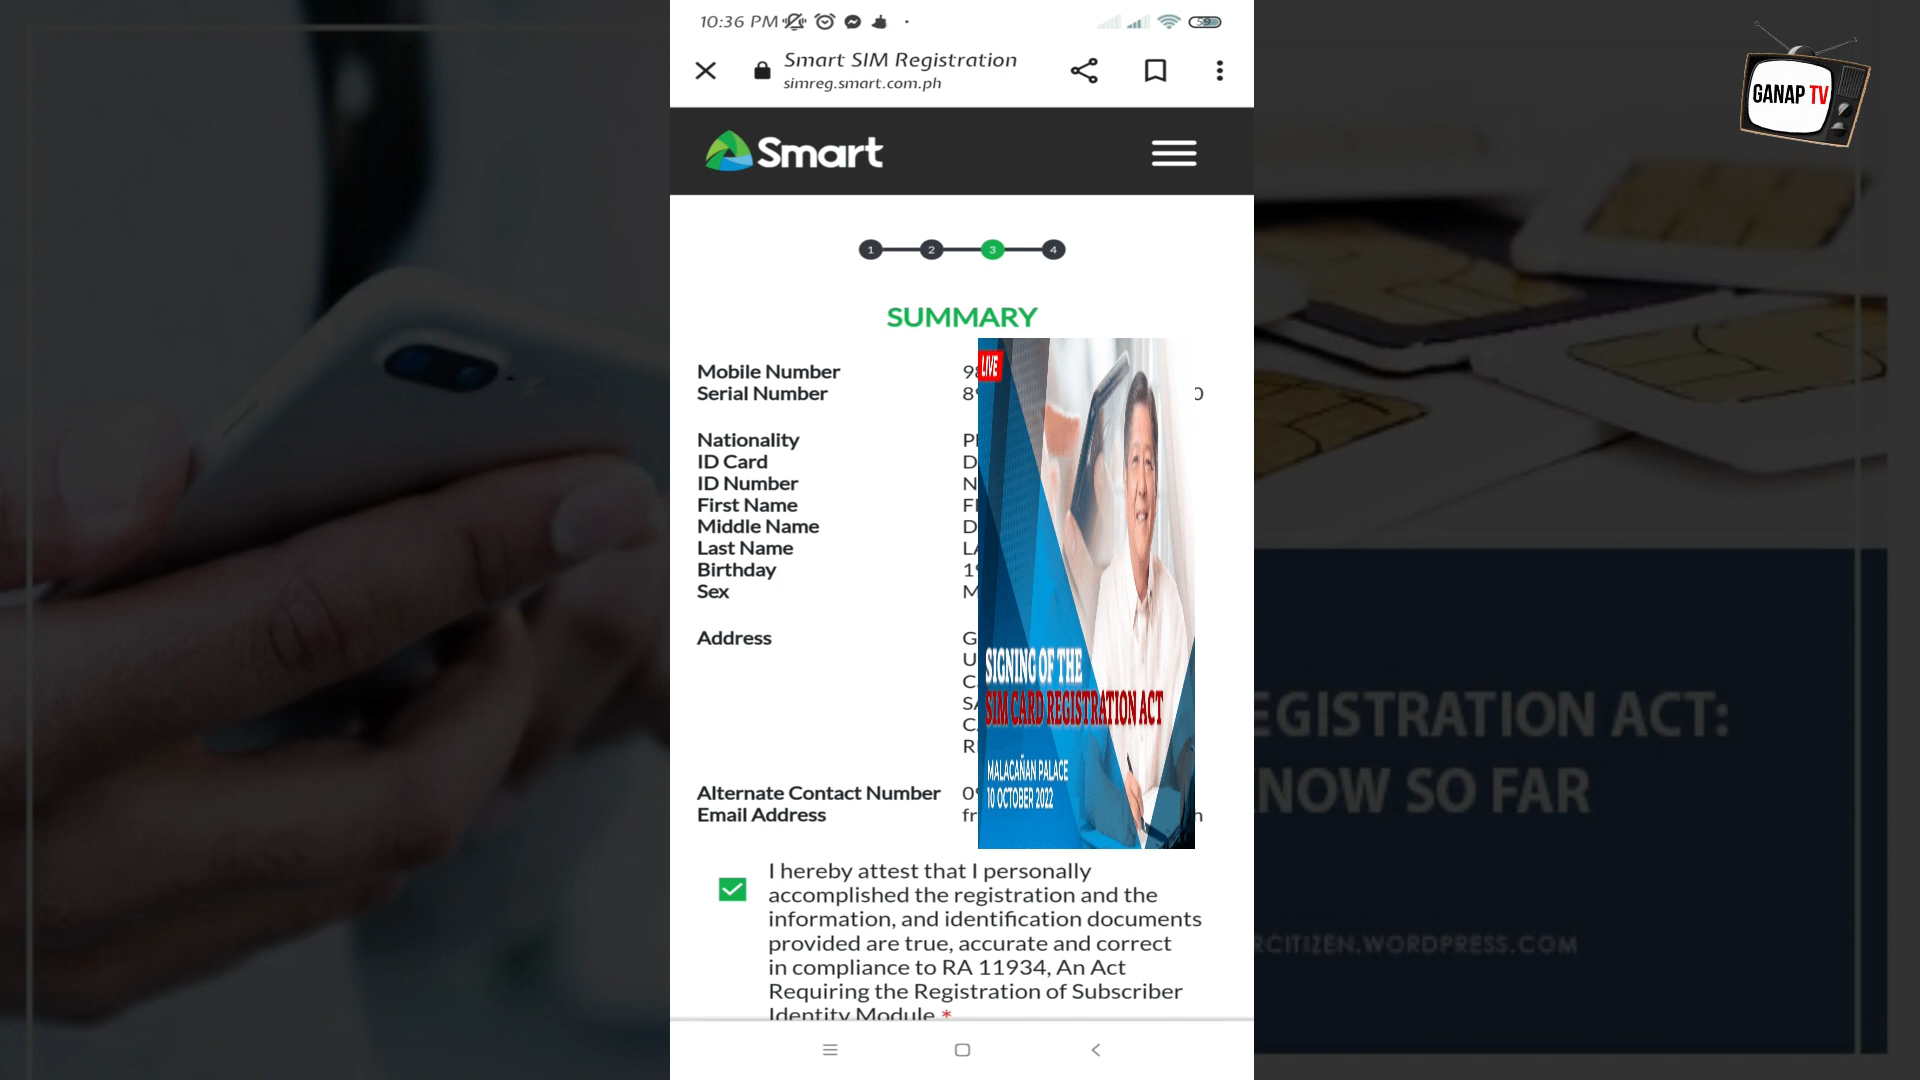 10:36 PM
59
Smart SIM Registration
simreg.smart.com.ph
GANAP TV
Smart
1 2 3 4
SUMMARY
Mobile Number 98
Serial Number 0
Nationality
ID Card D
ID Number N
First Name
Middle Name D
Last Name
Birthday
Sex M
Address G
U
C
C
R
Alternate Contact Number
Email Address fr
LIVE
SIGNING OF THE
SIM CARD REGISTRATION ACT
MALACAÑAN PALACE
10 OCTOBER 2022
I hereby attest that I personally
accomplished the registration and the
information, and identification documents
provided are true, accurate and correct
in compliance to RA 11934, An Act
Requiring the Registration of Subscriber
Identity Module *
EGISTRATION ACT:
NOW SO FAR
RCITIZEN.WORDPRESS.COM